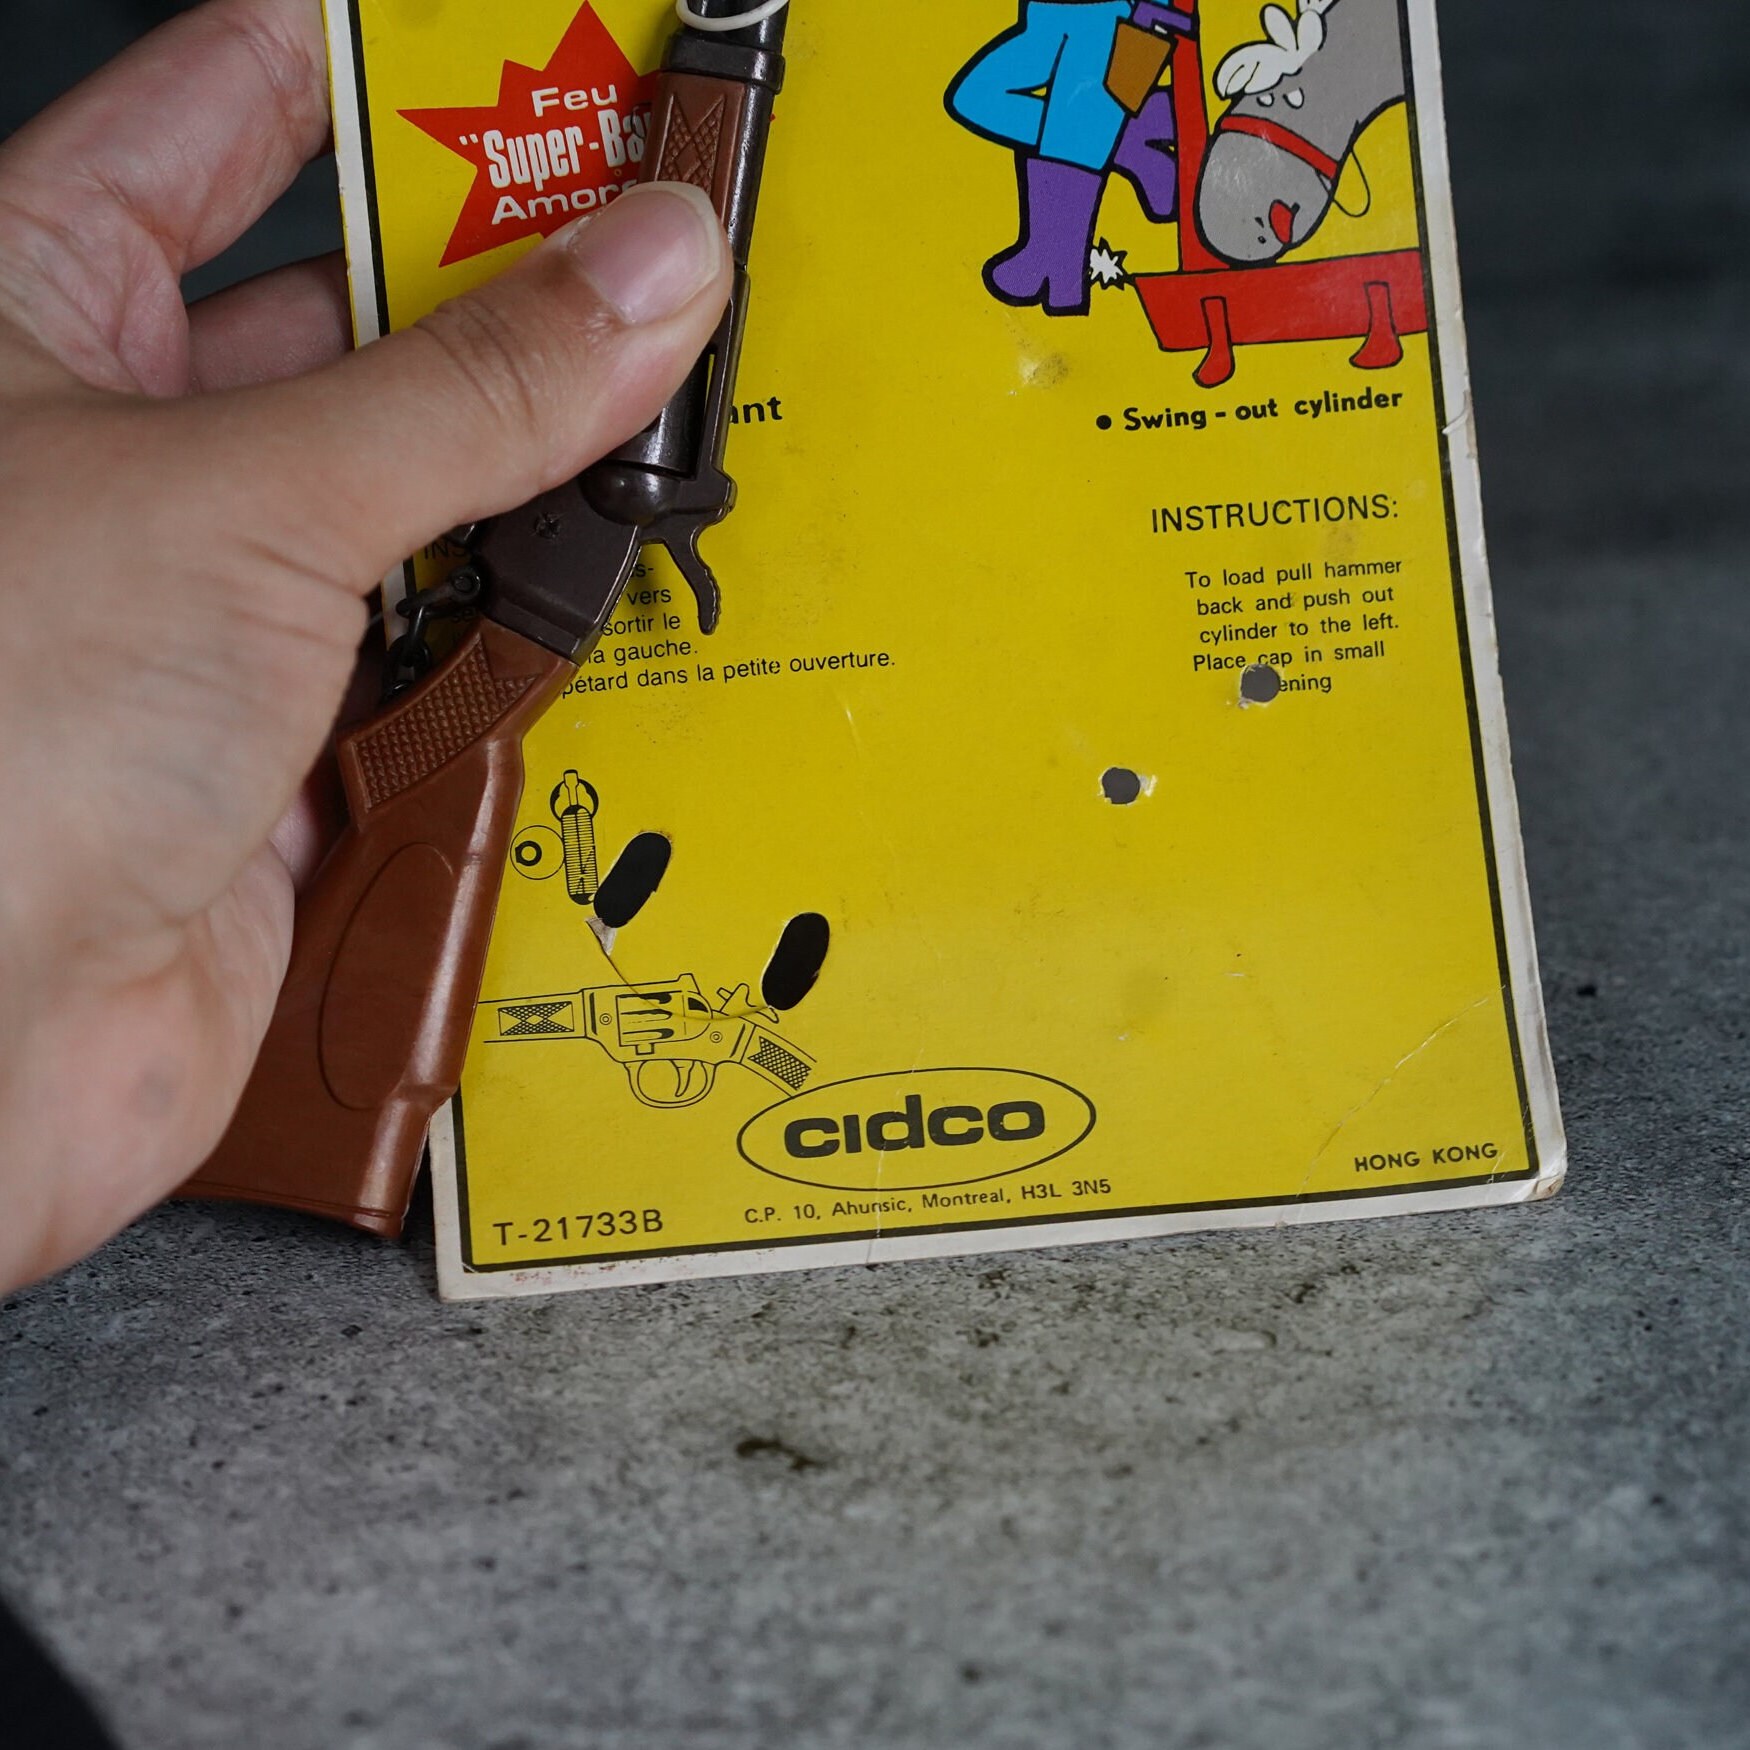 Feu
"Super-Ba
Amor
ant
• Swing-out cylinder
INSTRUCTIONS:
To load pull hammer
back and push out
cylinder to the left.
Place cap in small
ening
INS
s-
vers
sortir le
la gauche.
pétard dans la petite ouverture.
cidco
C.P. 10, Ahunsic, Montreal, H3L 3N5
HONG KONG
T-21733B